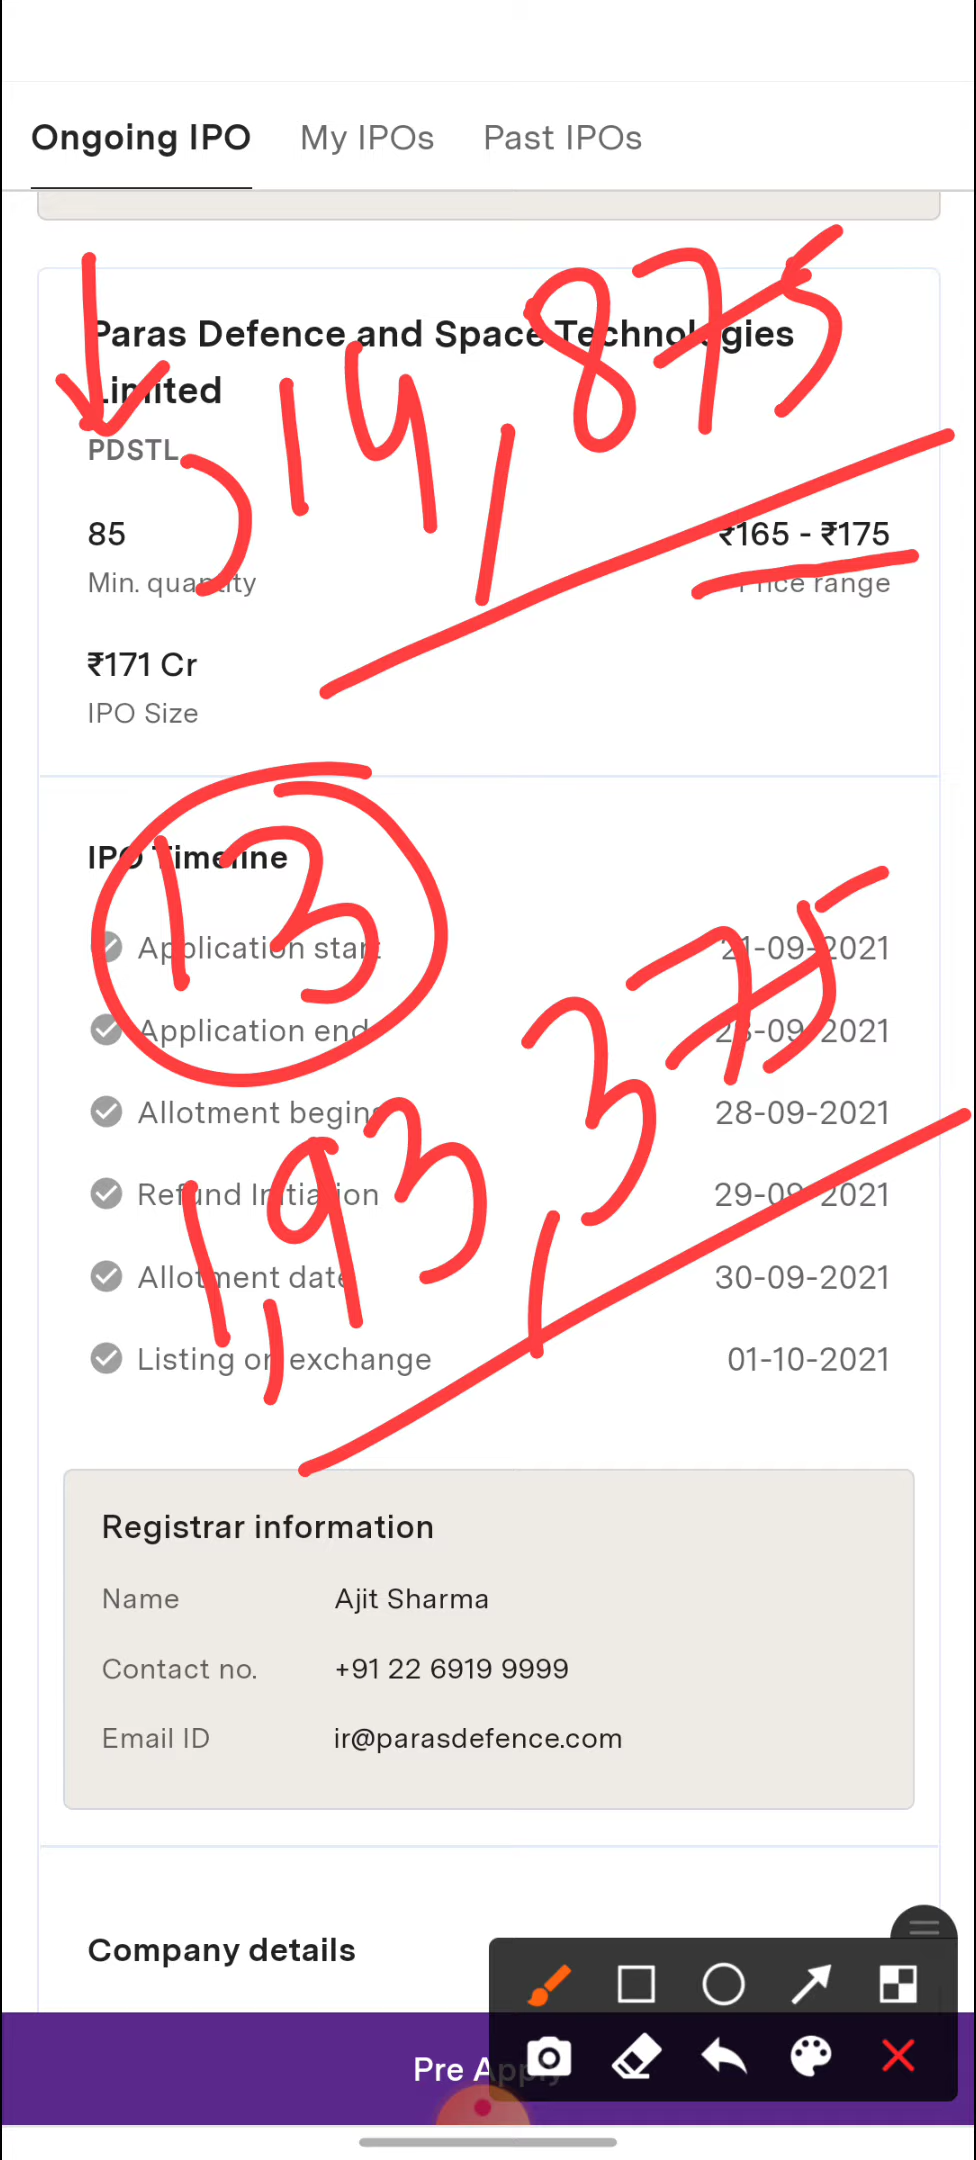 Ongoing IPO My IPOs Past IPOs
Paras Defence and Space Technologies
Limited
PDSTL
14,875
85 ₹165 - ₹175
Min. quantity Price range
₹171 Cr
IPO Size
13
IPO Timeline
Application start 21-09-2021
Application end 23-09-2021
Allotment begins 28-09-2021
1,93,375
Refund Initiation 29-09-2021
Allotment date 30-09-2021
Listing on exchange 01-10-2021
Registrar information
Name Ajit Sharma
Contact no. +91 22 6919 9999
Email ID ir@parasdefence.com
Company details
Pre Apply